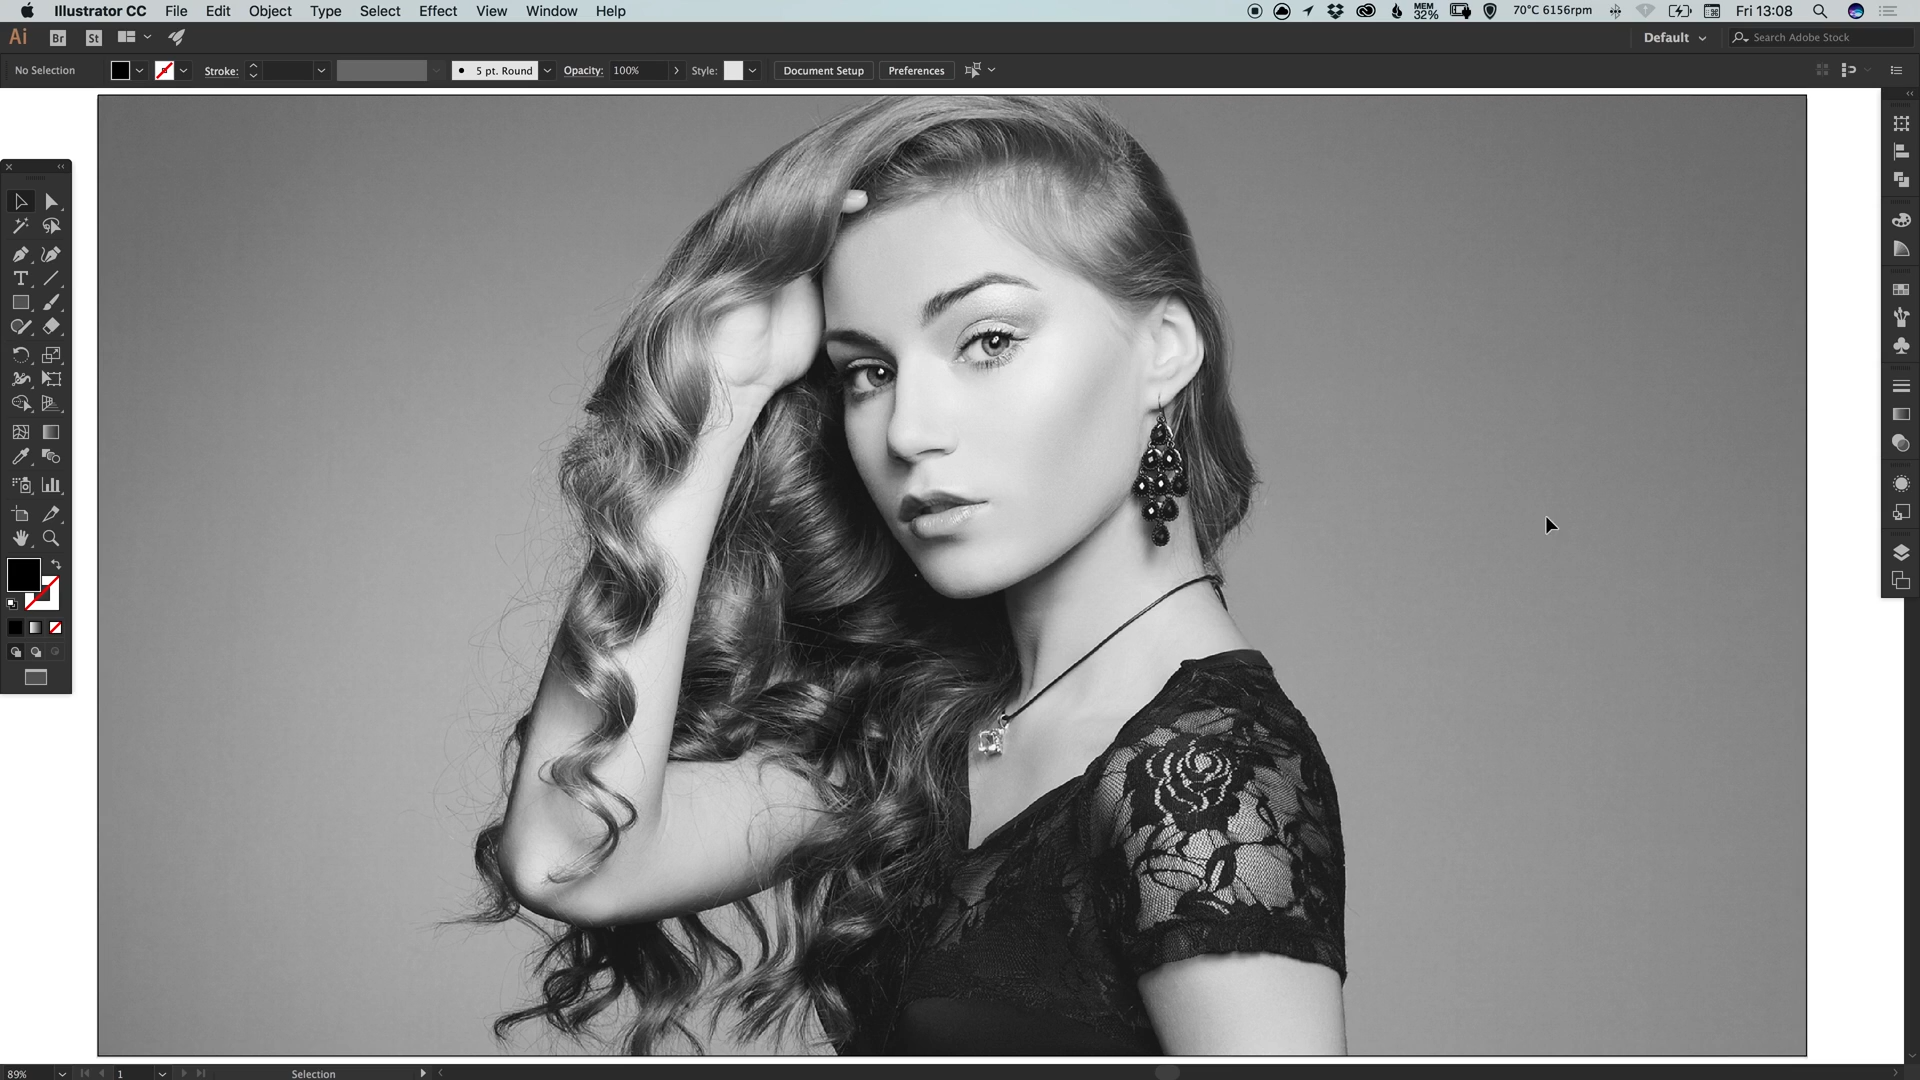 Illustrator CC File Edit Object Type Select Effect View Window Help MEM 32% 70°C 6156rpm Fri 13:08
Ai Br St Default Search Adobe Stock
No Selection Stroke: 5 pt. Round Opacity: 100% Style: Document Setup Preferences
89% 1 Selection